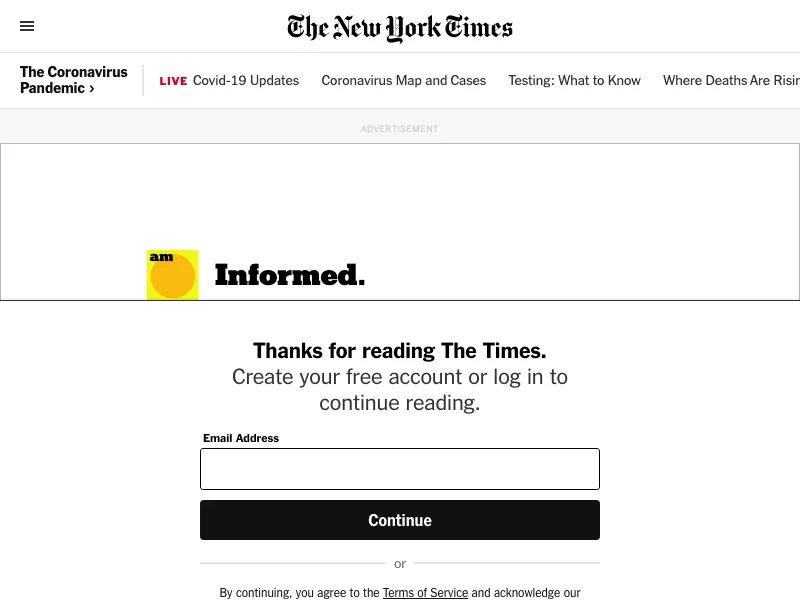 The New York Times
The Coronavirus
Pandemic ›
LIVE Covid-19 Updates
Coronavirus Map and Cases
Testing: What to Know
Where Deaths Are
ADVERTISEMENT
am
Informed.
Thanks for reading The Times.
Create your free account or log in to
continue reading.
Email Address
Continue
or
By continuing, you agree to the Terms of Service and acknowledge our